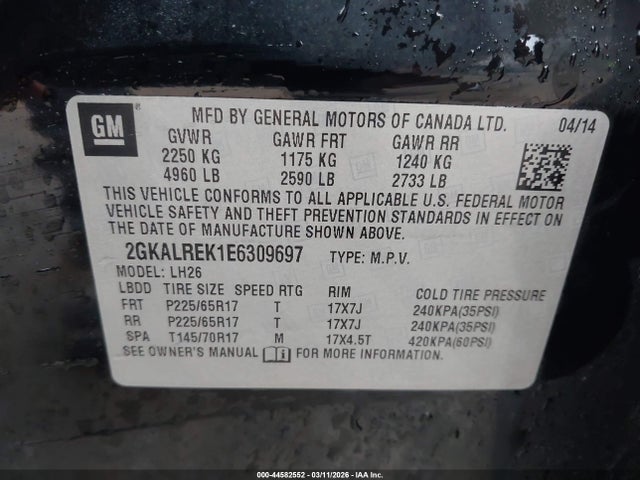 GM ®
MFD BY GENERAL MOTORS OF CANADA LTD. 04/14
GVWR GAWR FRT GAWR RR
2250 KG 1175 KG 1240 KG
4960 LB 2590 LB 2733 LB
THIS VEHICLE CONFORMS TO ALL APPLICABLE U.S. FEDERAL MOTOR
VEHICLE SAFETY AND THEFT PREVENTION STANDARDS IN EFFECT ON
THE DATE OF MANUFACTURE SHOWN ABOVE.
2GKALREK1E6309697 TYPE: M.P.V.
MODEL: LH26
LBDD TIRE SIZE SPEED RTG RIM COLD TIRE PRESSURE
FRT P225/65R17 T 17X7J 240KPA(35PSI)
RR P225/65R17 T 17X7J 240KPA(35PSI)
SPA T145/70R17 M 17X4.5T 420KPA(60PSI)
SEE OWNER'S MANUAL FOR MORE INFORMATION
000-44582552 - 03/11/2026 - IAA Inc.